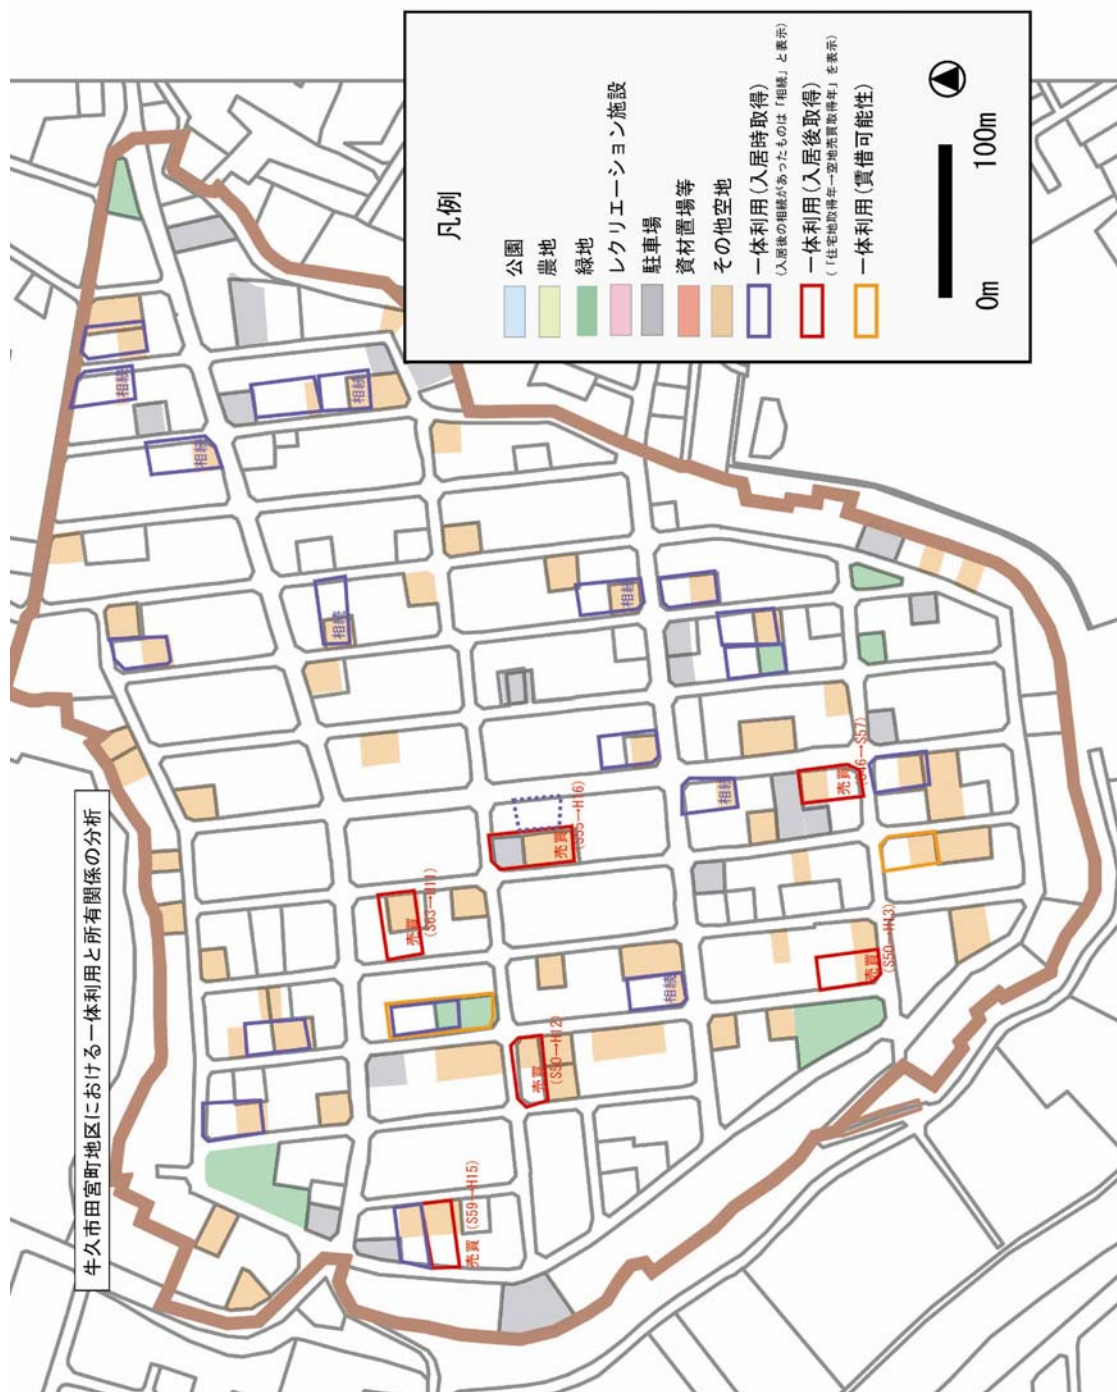 牛久市田宮町地区における一体利用と所有関係の分析
凡例
公園
農地
緑地
レクリエーション施設
駐車場
資材置場等
その他空地
一体利用(入居時取得)
(入居後の相続があったものは「相続」と表示)
一体利用(入居後取得)
(「住宅地取得年→空地売買取得年」を表示)
一体利用(賃借可能性)
0m
100m
相続
相続
相続
相続
相続
相続
相続
売買
(S59→H15)
売買
(S50→H12)
売買
(S63→H11)
売買
(S55→H16)
売買
(S50→H13)
売買
(S46→S57)